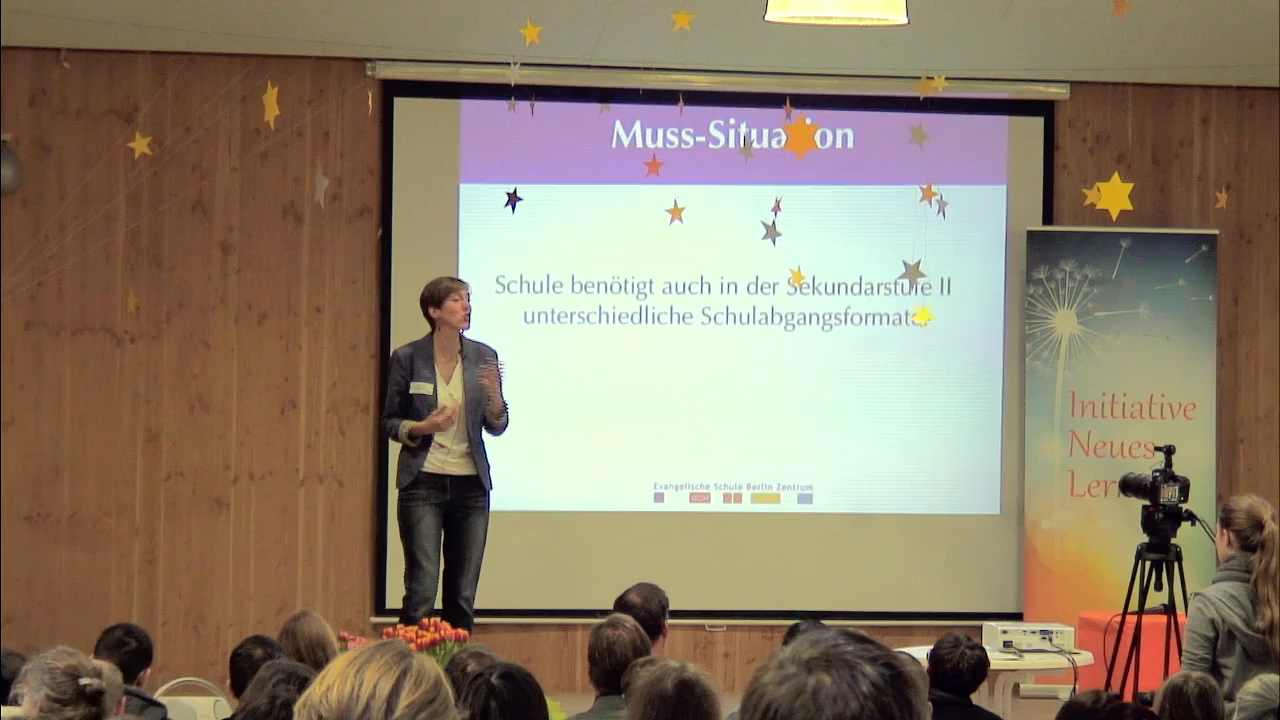 Muss-Situation
Schule benötigt auch in der Sekundarstufe II
unterschiedliche Schulabgangsformate
Evangelische Schule Berlin Zentrum
Initiative
Neues